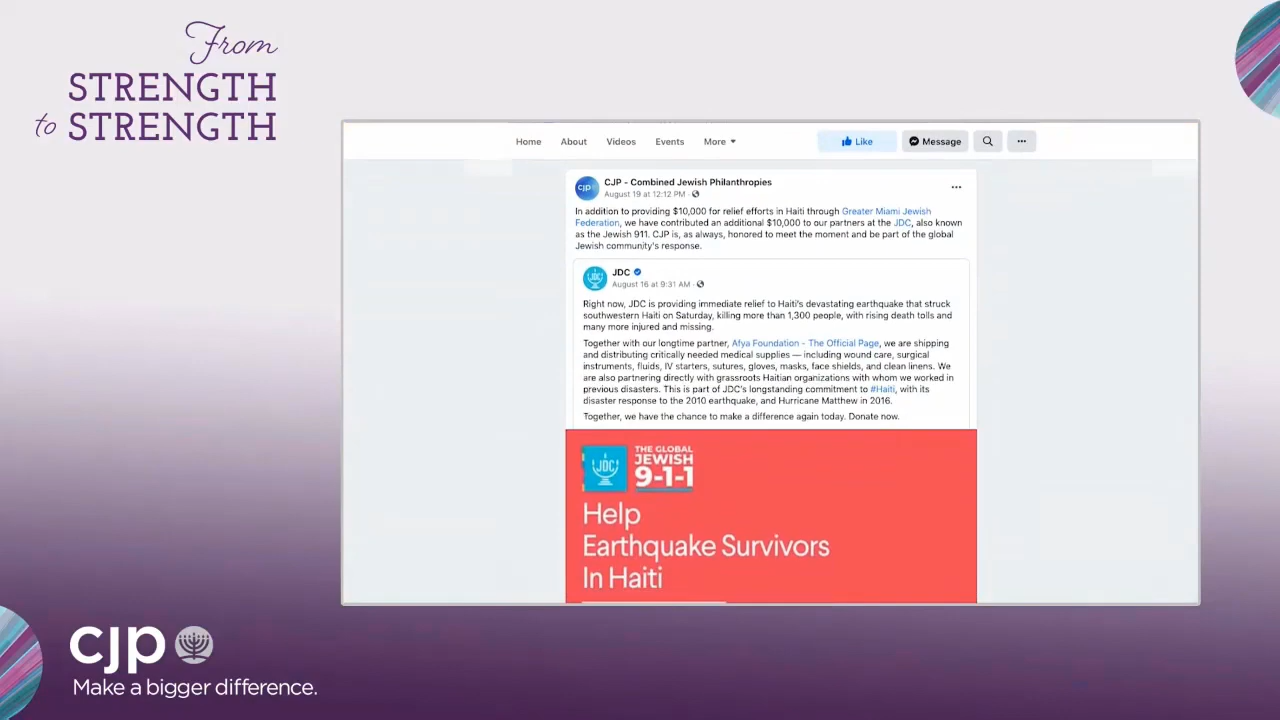 From
STRENGTH
to STRENGTH
Home About Videos Events More Like Message
CJP - Combined Jewish Philanthropies
August 19 at 12:12 PM ·
In addition to providing $10,000 for relief efforts in Haiti through Greater Miami Jewish
Federation, we have contributed an additional $10,000 to our partners at the JDC, also known
as the Jewish 911. CJP is, as always, honored to meet the moment and be part of the global
Jewish community's response.
JDC
August 16 at 9:31 AM ·
Right now, JDC is providing immediate relief to Haiti's devastating earthquake that struck
southwestern Haiti on Saturday, killing more than 1,300 people, with rising death tolls and
many more injured and missing.
Together with our longtime partner, Afya Foundation - The Official Page, we are shipping
and distributing critically needed medical supplies — including wound care, surgical
instruments, fluids, IV starters, sutures, gloves, masks, face shields, and clean linens. We
are also partnering directly with grassroots Haitian organizations with whom we worked in
previous disasters. This is part of JDC's longstanding commitment to #Haiti, with its
disaster response to the 2010 earthquake, and Hurricane Matthew in 2016.
Together, we have the chance to make a difference again today. Donate now.
JDC
THE GLOBAL
JEWISH
9-1-1
Help
Earthquake Survivors
In Haiti
cjp
Make a bigger difference.